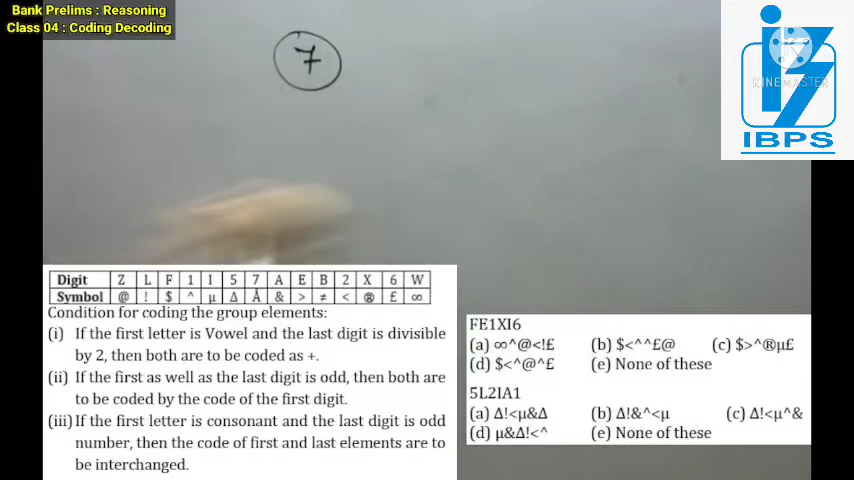 Bank Prelims : Reasoning
Class 04 : Coding Decoding
7
KINEMASTER
IBPS
Digit Z L F 1 I 5 7 A E B 2 X 6 W
Symbol @ ! $ ^ µ Δ Å & > ≠ < ® £ ∞
Condition for coding the group elements:
(i) If the first letter is Vowel and the last digit is divisible
by 2, then both are to be coded as +.
(ii) If the first as well as the last digit is odd, then both are
to be coded by the code of the first digit.
(iii) If the first letter is consonant and the last digit is odd
number, then the code of first and last elements are to
be interchanged.
FE1XI6
(a) ∞^@<!£ (b) $<^^£@ (c) $>^®µ£
(d) $<^@^£ (e) None of these
5L2IA1
(a) Δ!<µ&Δ (b) Δ!&^<µ (c) Δ!<µ^&
(d) µ&Δ!<^ (e) None of these